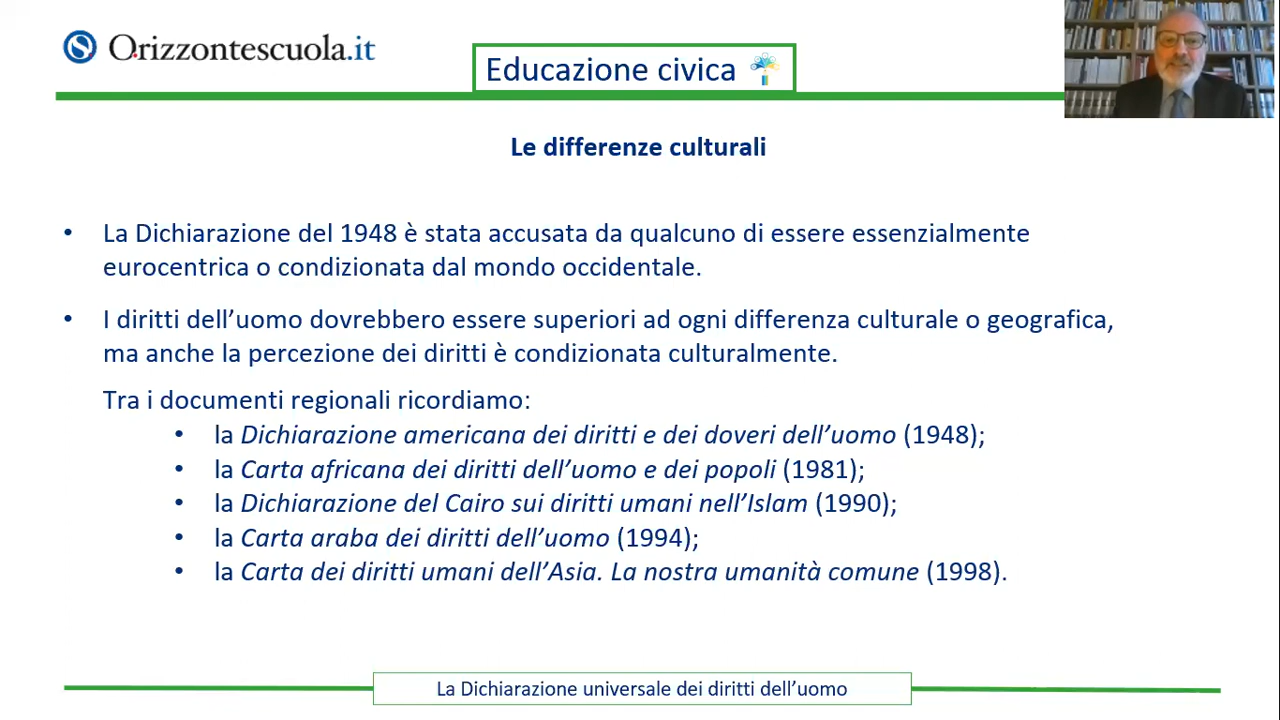 Orizzontescuola.it
Educazione civica
Le differenze culturali
• La Dichiarazione del 1948 è stata accusata da qualcuno di essere essenzialmente
eurocentrica o condizionata dal mondo occidentale.
• I diritti dell’uomo dovrebbero essere superiori ad ogni differenza culturale o geografica,
ma anche la percezione dei diritti è condizionata culturalmente.
Tra i documenti regionali ricordiamo:
• la Dichiarazione americana dei diritti e dei doveri dell’uomo (1948);
• la Carta africana dei diritti dell’uomo e dei popoli (1981);
• la Dichiarazione del Cairo sui diritti umani nell’Islam (1990);
• la Carta araba dei diritti dell’uomo (1994);
• la Carta dei diritti umani dell’Asia. La nostra umanità comune (1998).
La Dichiarazione universale dei diritti dell’uomo